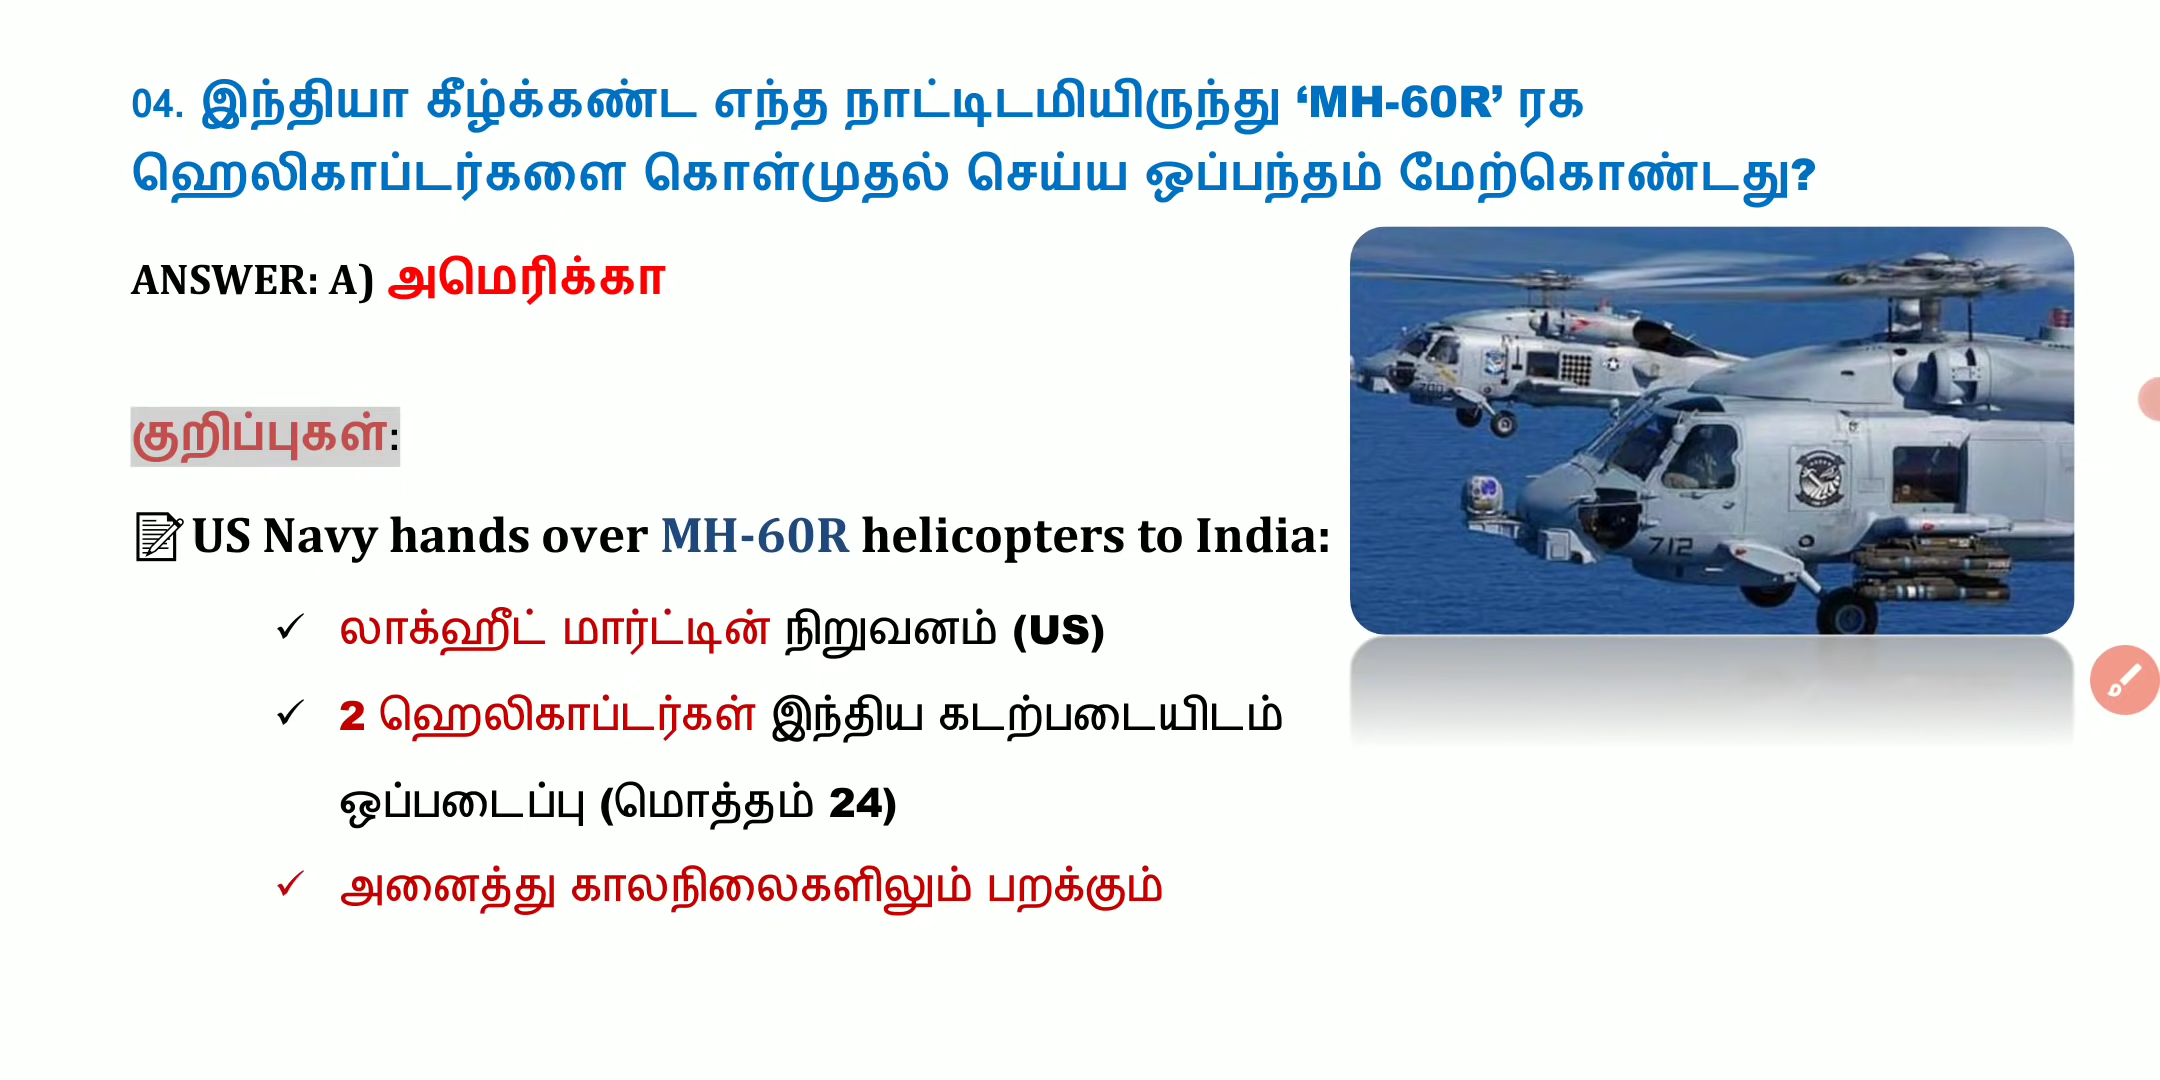 04. இந்தியா கீழ்க்கண்ட எந்த நாட்டிடமியிருந்து ‘MH-60R’ ரக
ஹெலிகாப்டர்களை கொள்முதல் செய்ய ஒப்பந்தம் மேற்கொண்டது?
ANSWER: A) அமெரிக்கா
குறிப்புகள்:
US Navy hands over MH-60R helicopters to India:
✓ லாக்ஹீட் மார்ட்டின் நிறுவனம் (US)
✓ 2 ஹெலிகாப்டர்கள் இந்திய கடற்படையிடம்
ஒப்படைப்பு (மொத்தம் 24)
✓ அனைத்து காலநிலைகளிலும் பறக்கும்
712